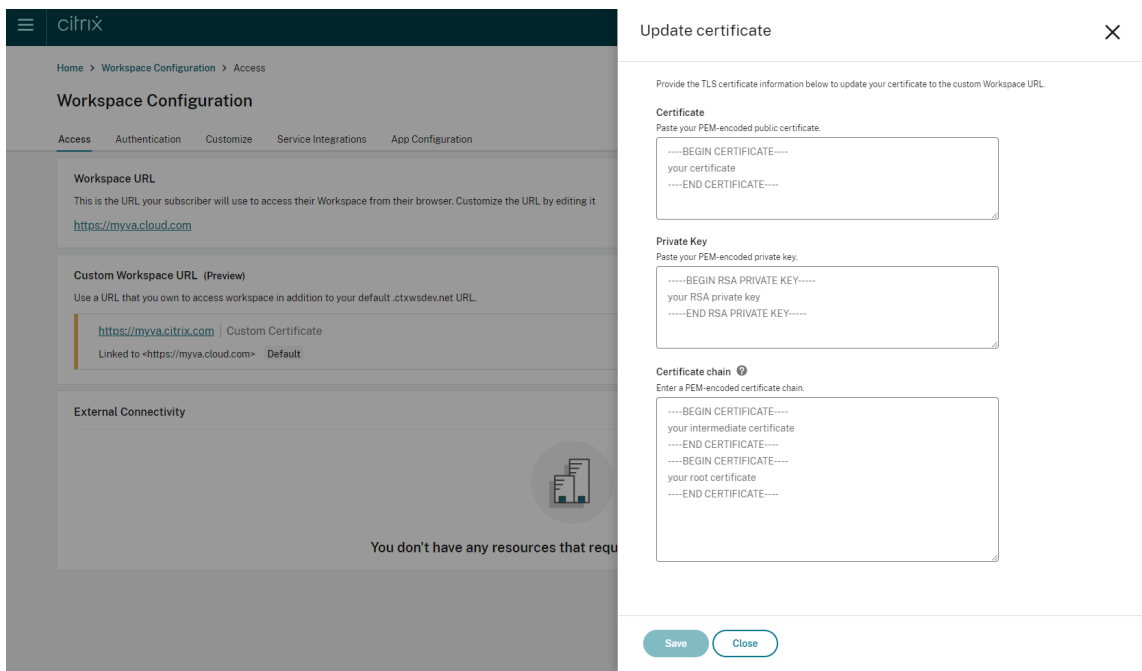 citrix
Home > Workspace Configuration > Access
Workspace Configuration
Access Authentication Customize Service Integrations App Configuration
Workspace URL
This is the URL your subscriber will use to access their Workspace from their browser. Customize the URL by editing it
https://myva.cloud.com
Custom Workspace URL (Preview)
Use a URL that you own to access workspace in addition to your default .ctxwsdev.net URL.
https://myva.citrix.com | Custom Certificate
Linked to <https://myva.cloud.com> Default
External Connectivity
You don't have any resources that requ
Update certificate
Provide the TLS certificate information below to update your certificate to the custom Workspace URL.
Certificate
Paste your PEM-encoded public certificate.
----BEGIN CERTIFICATE----
your certificate
----END CERTIFICATE----
Private Key
Paste your PEM-encoded private key.
-----BEGIN RSA PRIVATE KEY-----
your RSA private key
-----END RSA PRIVATE KEY-----
Certificate chain ?
Enter a PEM-encoded certificate chain.
----BEGIN CERTIFICATE----
your intermediate certificate
----END CERTIFICATE----
----BEGIN CERTIFICATE----
your root certificate
----END CERTIFICATE----
Save Close